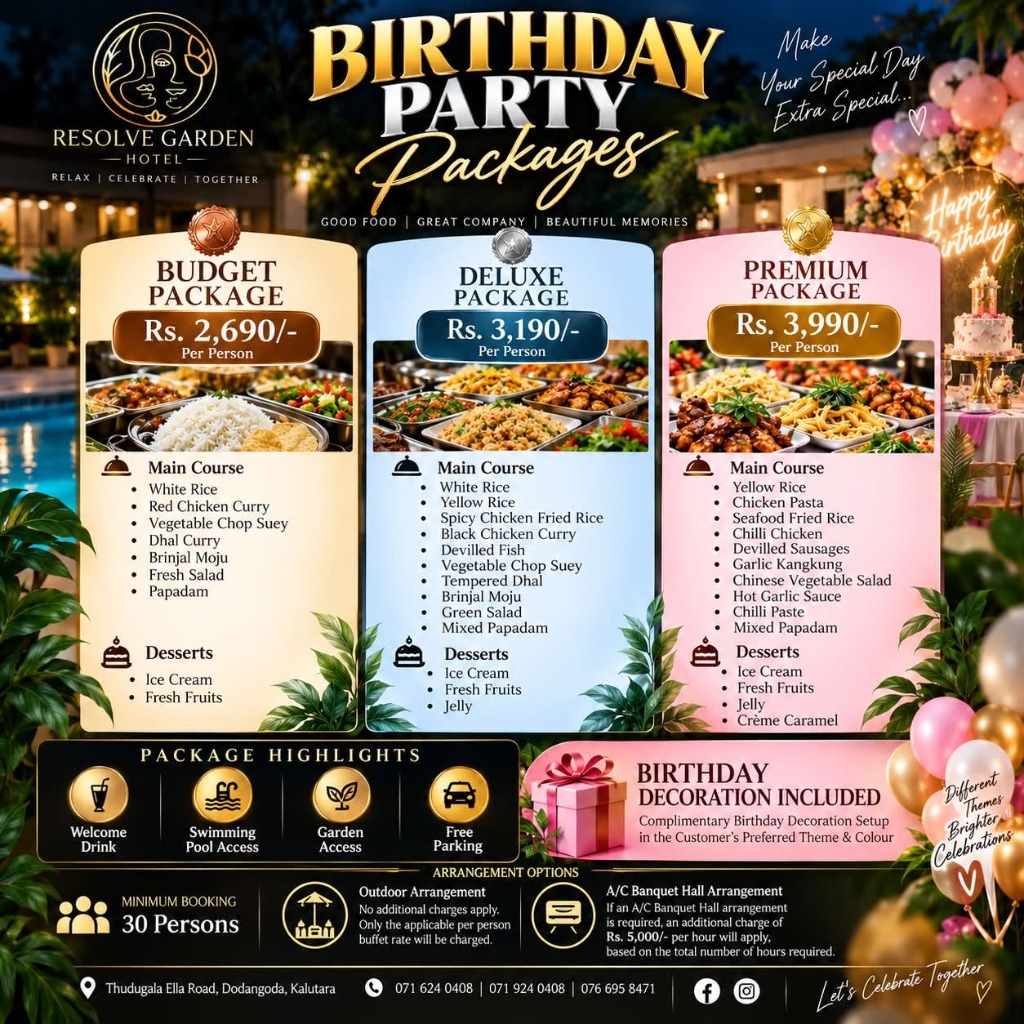 RESOLVE GARDEN
HOTEL
RELAX | CELEBRATE | TOGETHER
BIRTHDAY
PARTY
Packages
GOOD FOOD | GREAT COMPANY | BEAUTIFUL MEMORIES
Make
Your Special Day
Extra Special...
Happy
Birthday
BUDGET
PACKAGE
Rs. 2,690/-
Per Person
Main Course
• White Rice
• Red Chicken Curry
• Vegetable Chop Suey
• Dhal Curry
• Brinjal Moju
• Fresh Salad
• Papadam
Desserts
• Ice Cream
• Fresh Fruits
DELUXE
PACKAGE
Rs. 3,190/-
Per Person
Main Course
• White Rice
• Yellow Rice
• Spicy Chicken Fried Rice
• Black Chicken Curry
• Devilled Fish
• Vegetable Chop Suey
• Tempered Dhal
• Brinjal Moju
• Green Salad
• Mixed Papadam
Desserts
• Ice Cream
• Fresh Fruits
• Jelly
PREMIUM
PACKAGE
Rs. 3,990/-
Per Person
Main Course
• Yellow Rice
• Chicken Pasta
• Seafood Fried Rice
• Chilli Chicken
• Devilled Sausages
• Garlic Kangkung
• Chinese Vegetable Salad
• Hot Garlic Sauce
• Chilli Paste
• Mixed Papadam
Desserts
• Ice Cream
• Fresh Fruits
• Jelly
• Crème Caramel
PACKAGE HIGHLIGHTS
Welcome
Drink
Swimming
Pool Access
Garden
Access
Free
Parking
BIRTHDAY
DECORATION INCLUDED
Complimentary Birthday Decoration Setup
in the Customer's Preferred Theme & Colour
Different
Themes
Brighter
Celebrations
ARRANGEMENT OPTIONS
MINIMUM BOOKING
30 Persons
Outdoor Arrangement
No additional charges apply.
Only the applicable per person
buffet rate will be charged.
A/C Banquet Hall Arrangement
If an A/C Banquet Hall arrangement
is required, an additional charge of
Rs. 5,000/- per hour will apply,
based on the total number of hours required.
Thudugala Ella Road, Dodangoda, Kalutara
071 624 0408 | 071 924 0408 | 076 695 8471
Let's Celebrate Together